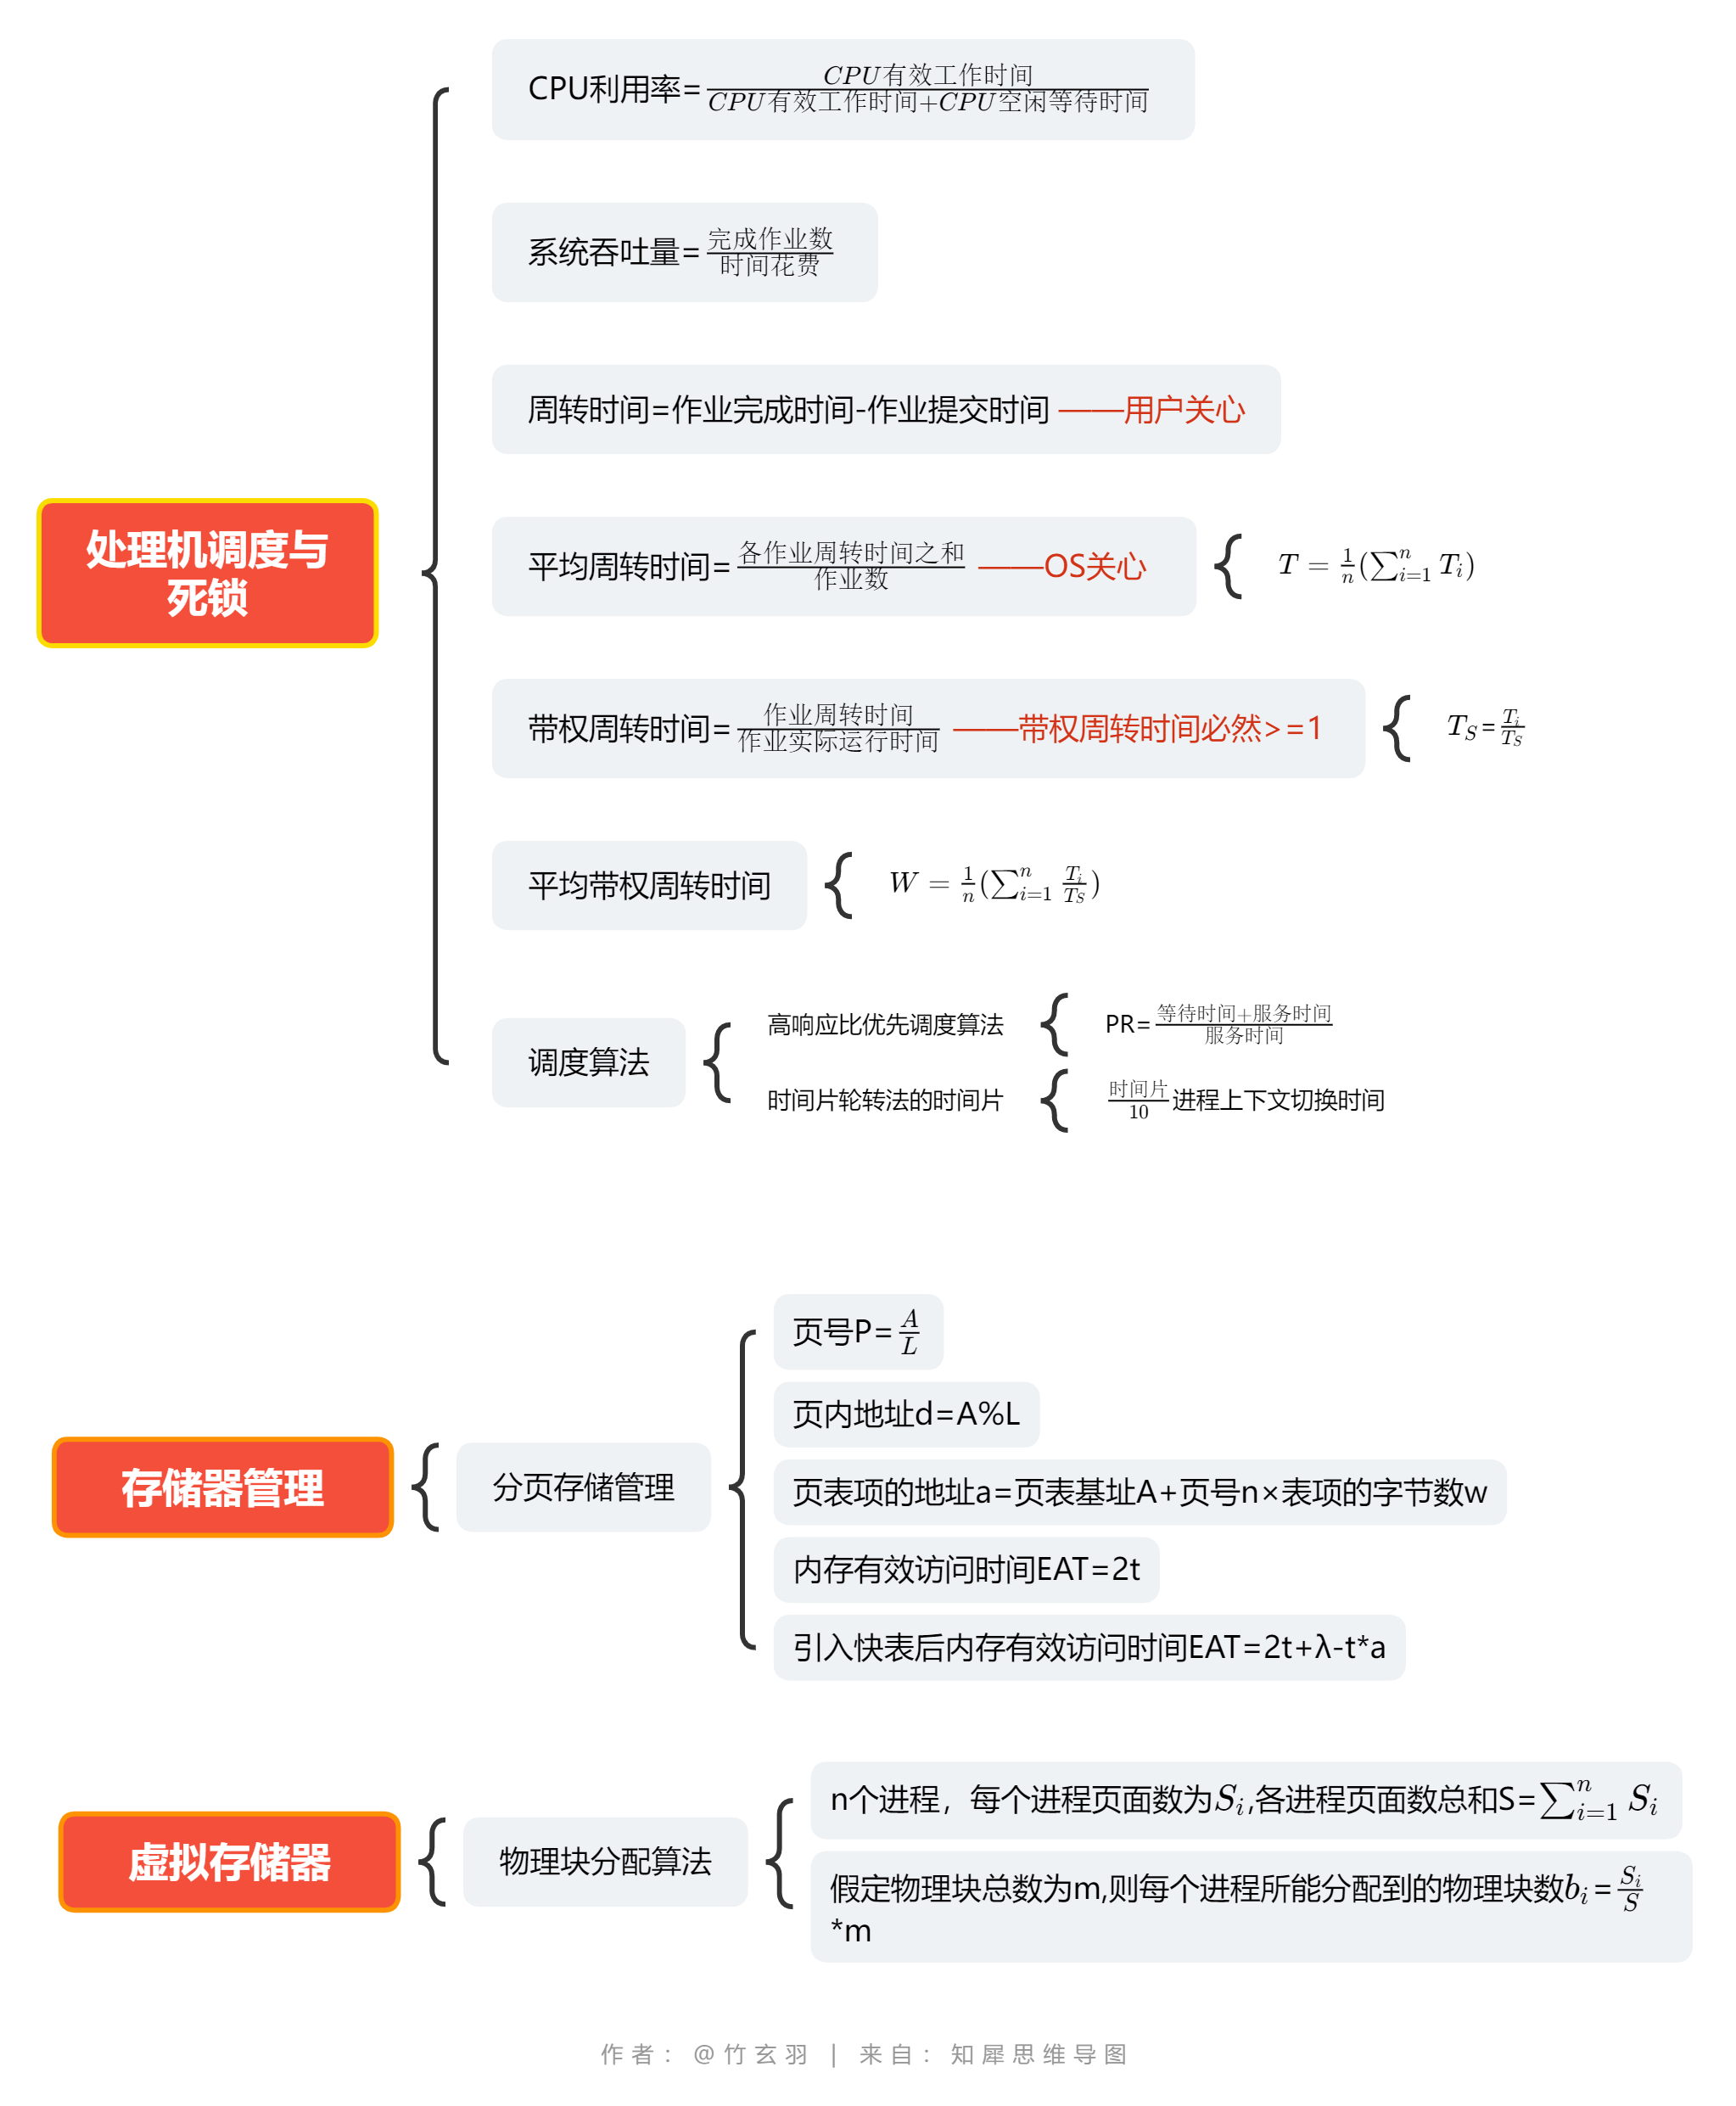 处理机调度与
死锁
CPU利用率=\frac{CPU有效工作时间}{CPU有效工作时间+CPU空闲等待时间}
系统吞吐量=\frac{完成作业数}{时间花费}
周转时间=作业完成时间-作业提交时间 ——用户关心
平均周转时间=\frac{各作业周转时间之和}{作业数} ——OS关心
T = \frac{1}{n}(\sum_{i=1}^{n} T_i)
带权周转时间=\frac{作业周转时间}{作业实际运行时间} ——带权周转时间必然>=1
T_S=\frac{T_i}{T_S}
平均带权周转时间
W = \frac{1}{n}(\sum_{i=1}^{n} \frac{T_i}{T_S})
调度算法
高响应比优先调度算法
PR=\frac{等待时间+服务时间}{服务时间}
时间片轮转法的时间片
\frac{时间片}{10}进程上下文切换时间
存储器管理
分页存储管理
页号P=\frac{A}{L}
页内地址d=A%L
页表项的地址a=页表基址A+页号n×表项的字节数w
内存有效访问时间EAT=2t
引入快表后内存有效访问时间EAT=2t+λ-t*a
虚拟存储器
物理块分配算法
n个进程，每个进程页面数为S_i,各进程页面数总和S=\sum_{i=1}^{n} S_i
假定物理块总数为m,则每个进程所能分配到的物理块数b_i=\frac{S_i}{S}
*m
作者：@竹玄羽 | 来自：知犀思维导图